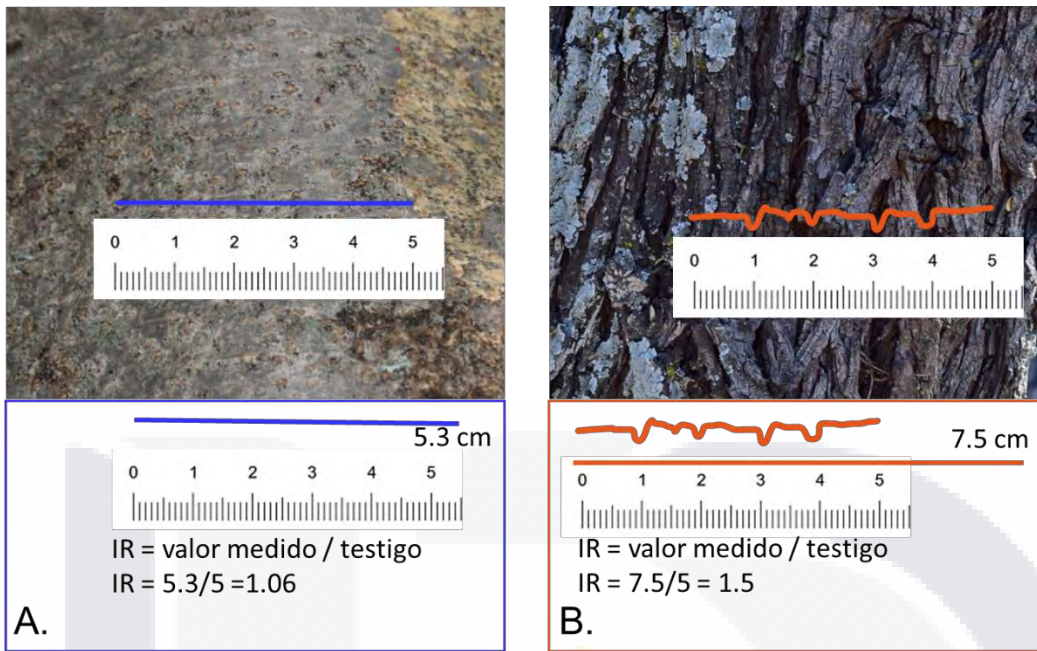 0 1 2 3 4 5
0 1 2 3 4 5
5.3 cm
0 1 2 3 4 5
IR = valor medido / testigo
IR = 5.3/5 =1.06
A.
7.5 cm
0 1 2 3 4 5
IR = valor medido / testigo
IR = 7.5/5 = 1.5
B.